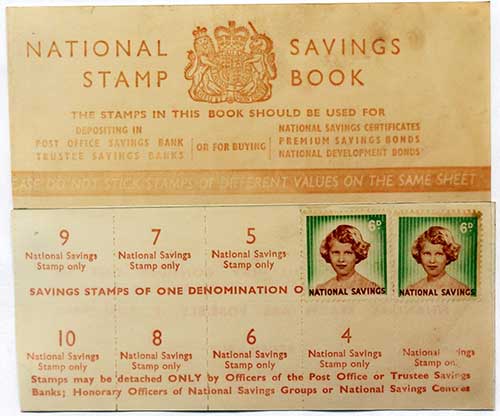 NATIONAL SAVINGS
STAMP BOOK
THE STAMPS IN THIS BOOK SHOULD BE USED FOR
DEPOSITING IN
POST OFFICE SAVINGS BANK
TRUSTEE SAVINGS BANKS
OR FOR BUYING
NATIONAL SAVINGS CERTIFICATES
PREMIUM SAVINGS BONDS
NATIONAL DEVELOPMENT BONDS
EASE DO NOT STICK STAMPS OF DIFFERENT VALUES ON THE SAME SHEET
9
National Savings
Stamp only
7
National Savings
Stamp only
5
National Savings
Stamp only
6D
NATIONAL SAVINGS
6D
NATIONAL SAVINGS
SAVINGS STAMPS OF ONE DENOMINATION O
10
National Savings
Stamp only
8
National Savings
Stamp only
6
National Savings
Stamp only
4
National Savings
Stamp only
National Savings
Stamp only
Stamps may be detached ONLY by Officers of the Post Office or Trustee Savings
Banks; Honorary Officers of National Savings Groups or National Savings Centres